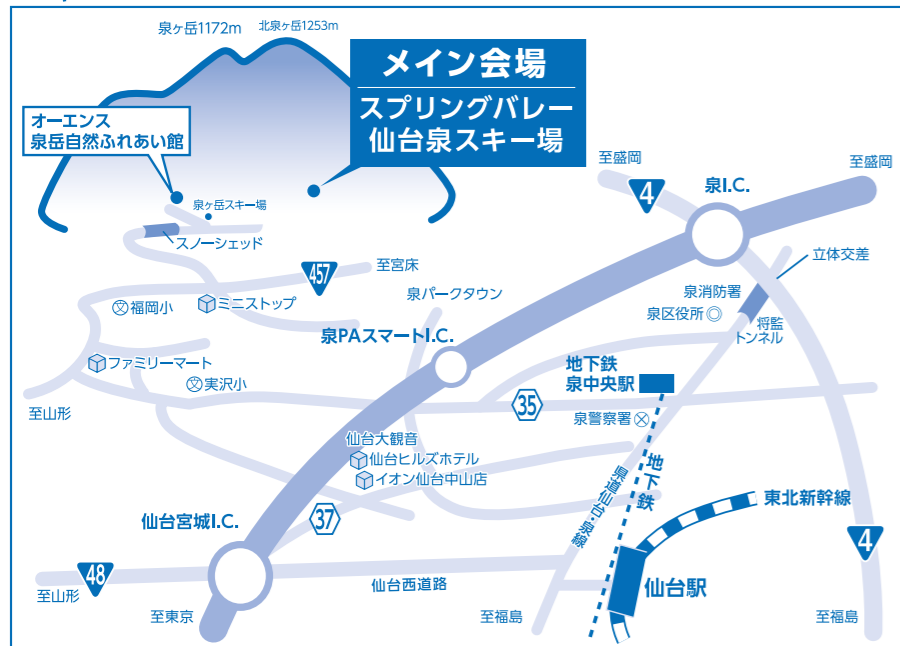 泉ヶ岳1172m
北泉ヶ岳1253m
メイン会場
スプリングバレー
仙台泉スキー場
オーエンス
泉岳自然ふれあい館
泉ヶ岳スキー場
スノーシェッド
至盛岡
4
泉I.C.
至盛岡
立体交差
457
至宮床
泉パークタウン
福岡小
ミニストップ
泉消防署
泉区役所
将監
トンネル
泉PAスマートI.C.
ファミリーマート
実沢小
地下鉄
泉中央駅
至山形
35
泉警察署
仙台大観音
仙台ヒルズホテル
イオン仙台中山店
地下鉄
県道仙台・泉線
東北新幹線
仙台宮城I.C.
37
4
48
至山形
仙台西道路
仙台駅
至東京
至福島
至福島